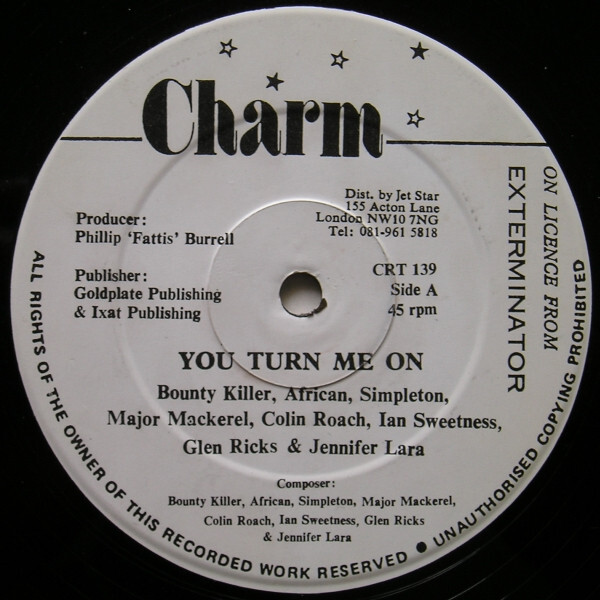 Charm
Dist. by Jet Star
155 Acton Lane
London NW10 7NG
Tel: 081-961 5818
Producer:
Phillip 'Fattis' Burrell
Publisher:
Goldplate Publishing
& Ixat Publishing
CRT 139
Side A
45 rpm
ON LICENCE FROM
EXTERMINATOR
YOU TURN ME ON
Bounty Killer, African, Simpleton,
Major Mackerel, Colin Roach, Ian Sweetness,
Glen Ricks & Jennifer Lara
Composer:
Bounty Killer, African, Simpleton, Major Mackerel,
Colin Roach, Ian Sweetness, Glen Ricks
& Jennifer Lara
ALL RIGHTS OF THE OWNER OF THIS RECORDED WORK RESERVED ● UNAUTHORISED COPYING PROHIBITED